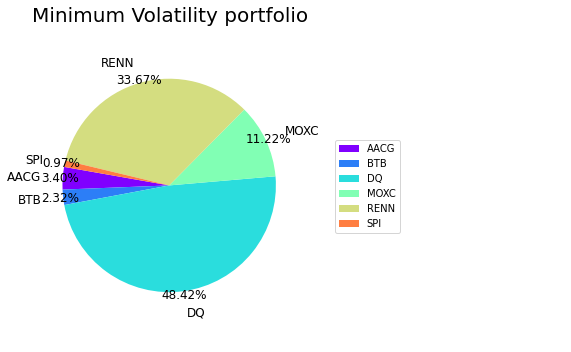 Minimum Volatility portfolio
RENN
33.67%
MOXC
11.22%
SPI
0.97%
AACG
3.40%
BTB
2.32%
48.42%
DQ
AACG
BTB
DQ
MOXC
RENN
SPI